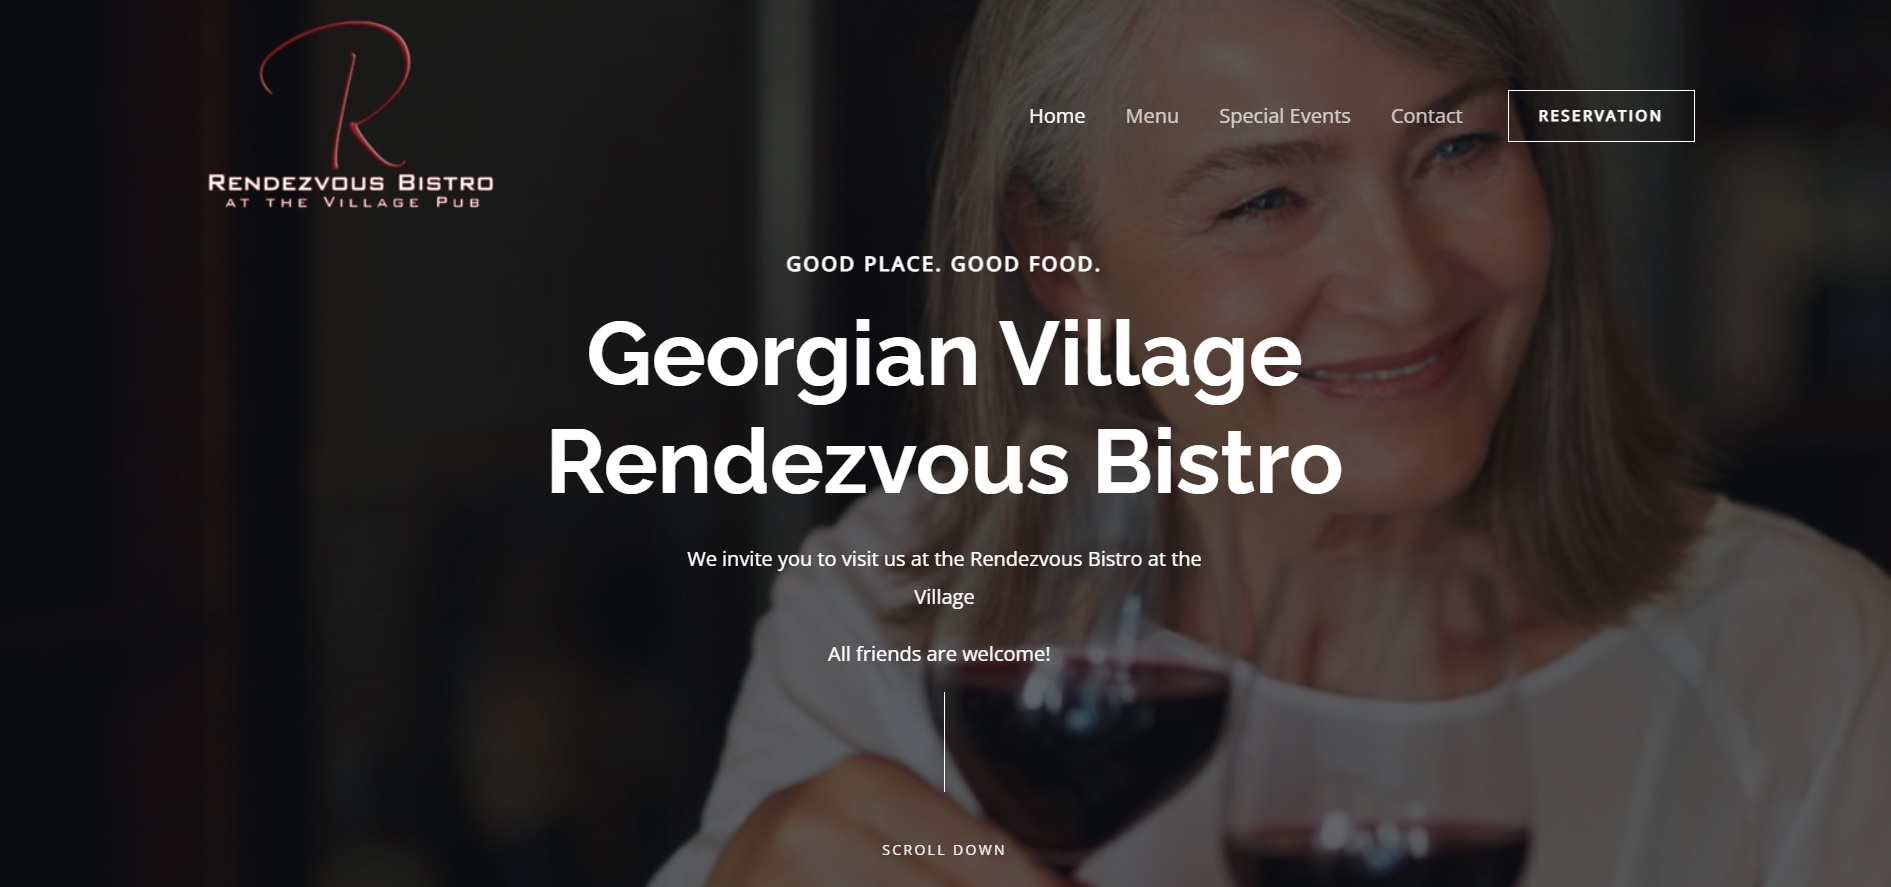 Rendezvous Bistro
at the Village Pub
Home Menu Special Events Contact RESERVATION
GOOD PLACE. GOOD FOOD.
Georgian Village
Rendezvous Bistro
We invite you to visit us at the Rendezvous Bistro at the
Village
All friends are welcome!
SCROLL DOWN